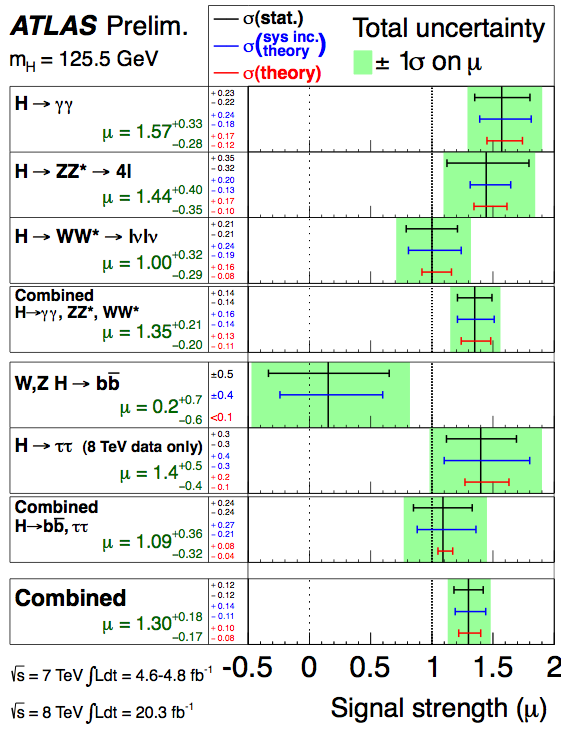 ATLAS Prelim.
m_H = 125.5 GeV
σ(stat.)
σ(sys inc. theory)
σ(theory)
Total uncertainty
± 1σ on μ
H → γγ
μ = 1.57 +0.33 -0.28
+ 0.23
- 0.22
+ 0.24
- 0.18
+ 0.17
- 0.12
H → ZZ* → 4l
μ = 1.44 +0.40 -0.35
+ 0.35
- 0.32
+ 0.20
- 0.13
+ 0.17
- 0.10
H → WW* → lνlν
μ = 1.00 +0.32 -0.29
+ 0.21
- 0.21
+ 0.24
- 0.19
+ 0.16
- 0.08
Combined
H→γγ, ZZ*, WW*
μ = 1.35 +0.21 -0.20
+ 0.14
- 0.14
+ 0.16
- 0.14
+ 0.13
- 0.11
W,Z H → bb̅
μ = 0.2 +0.7 -0.6
±0.5
±0.4
<0.1
H → ττ (8 TeV data only)
μ = 1.4 +0.5 -0.4
+ 0.3
- 0.3
+ 0.4
- 0.3
+ 0.2
- 0.1
Combined
H→bb̅, ττ
μ = 1.09 +0.36 -0.32
+ 0.24
- 0.24
+ 0.27
- 0.21
+ 0.08
- 0.04
Combined
μ = 1.30 +0.18 -0.17
+ 0.12
- 0.12
+ 0.14
- 0.11
+ 0.10
- 0.08
-0.5 0 0.5 1 1.5 2
√s = 7 TeV ∫Ldt = 4.6-4.8 fb⁻¹
√s = 8 TeV ∫Ldt = 20.3 fb⁻¹
Signal strength (μ)